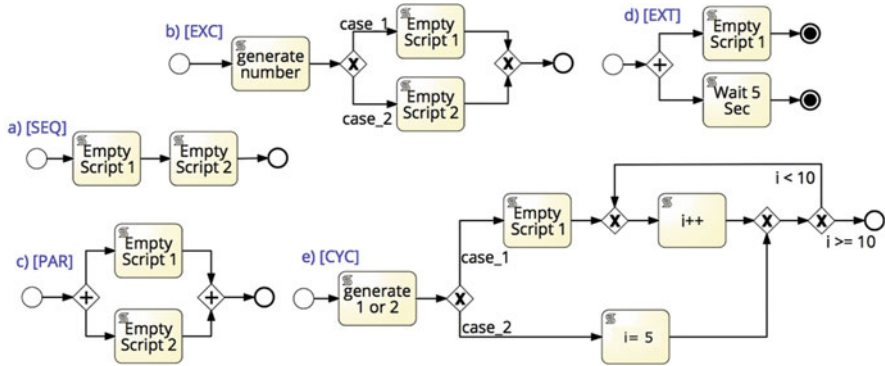 b) [EXC]
generate
number
case_1
case_2
Empty
Script 1
Empty
Script 2
d) [EXT]
Empty
Script 1
Wait 5
Sec
a) [SEQ]
Empty
Script 1
Empty
Script 2
c) [PAR]
Empty
Script 1
Empty
Script 2
e) [CYC]
generate
1 or 2
case_1
case_2
Empty
Script 1
i++
i < 10
i >= 10
i= 5